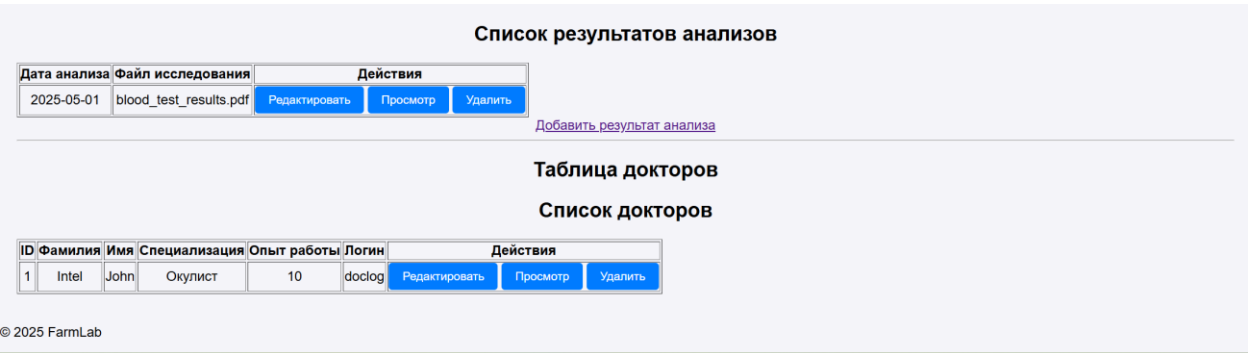 Список результатов анализов
Дата анализа Файл исследования Действия
2025-05-01 blood_test_results.pdf Редактировать Просмотр Удалить
Добавить результат анализа
Таблица докторов
Список докторов
ID Фамилия Имя Специализация Опыт работы Логин Действия
1 Intel John Окулист 10 doclog Редактировать Просмотр Удалить
© 2025 FarmLab